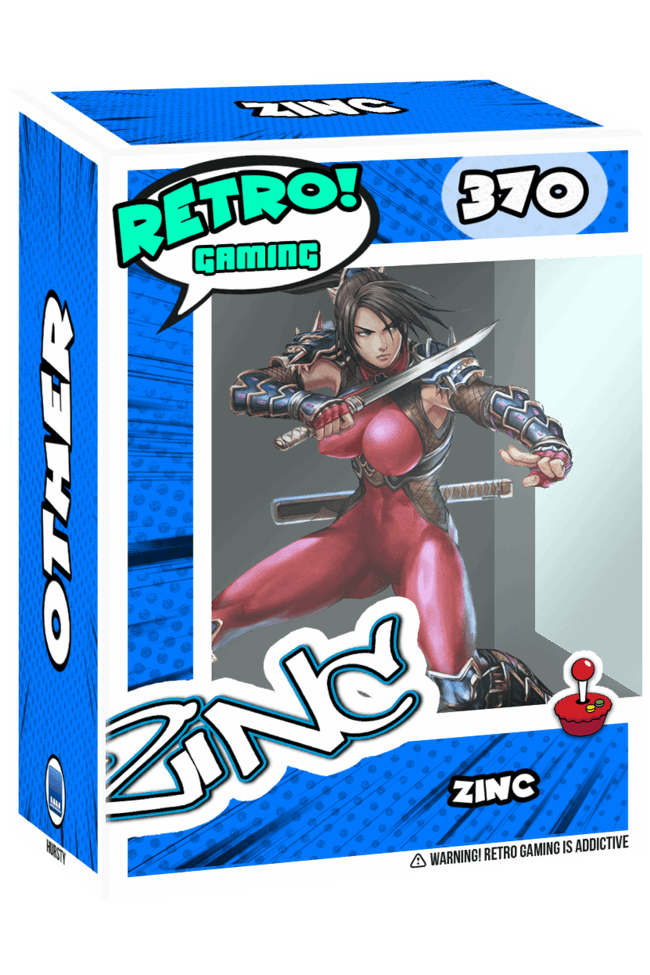 ZINC
RETRO!
GAMING
370
OTHER
ZINC
ZINC
WARNING! RETRO GAMING IS ADDICTIVE
HURSTY